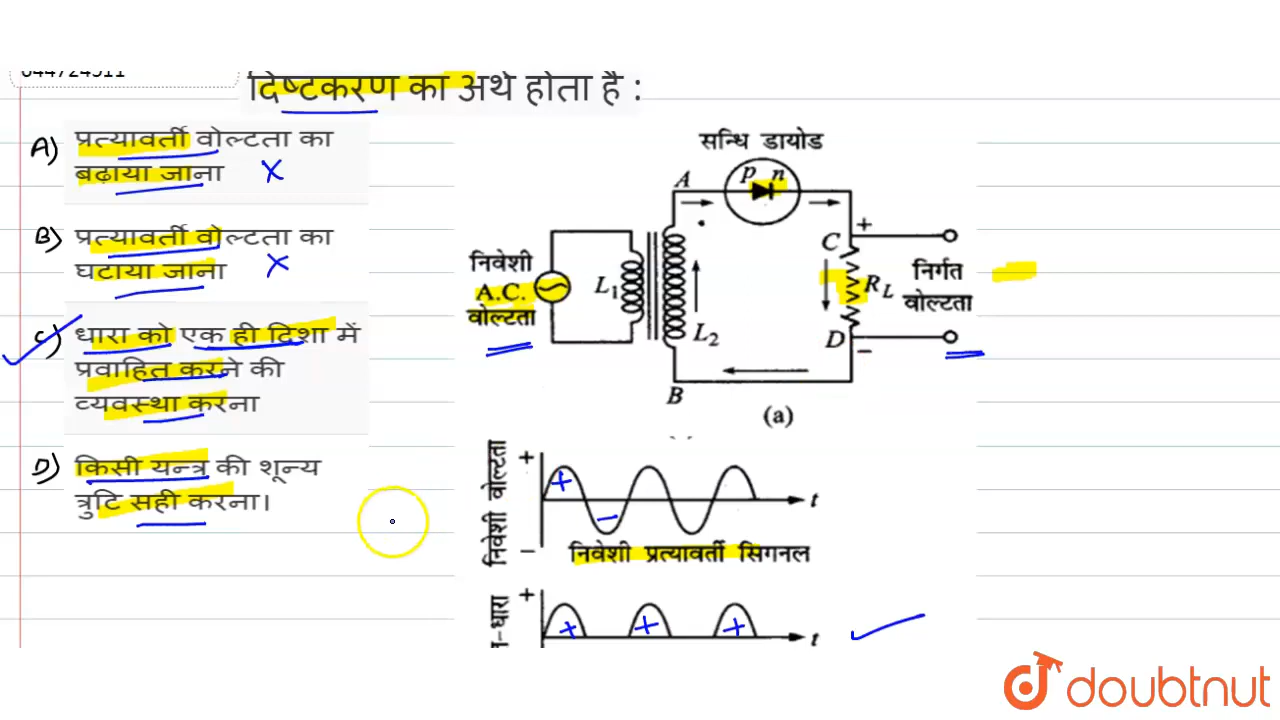 दिष्टकरण का अर्थ होता है :
A) प्रत्यावर्ती वोल्टता का
बढ़ाया जाना X
B) प्रत्यावर्ती वोल्टता का
घटाया जाना X
C) धारा को एक ही दिशा में
प्रवाहित करने की
व्यवस्था करना
D) किसी यन्त्र की शून्य
त्रुटि सही करना।
सन्धि डायोड
p n
A
+
C
निवेशी
A.C.
वोल्टता
L1
L2
RL
निर्गत
वोल्टता
D
−
B
(a)
निवेशी वोल्टता
+
+
−
−
t
निवेशी प्रत्यावर्ती सिगनल
धारा
+
+
+
+
t
doubtnut